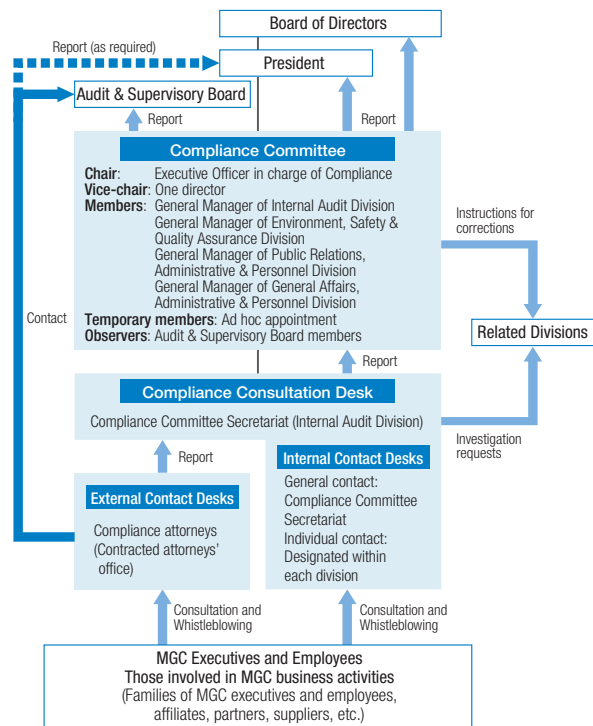 Board of Directors
Report (as required)
President
Audit & Supervisory Board
Report
Report
Compliance Committee
Chair: Executive Officer in charge of Compliance
Vice-chair: One director
Members: General Manager of Internal Audit Division
General Manager of Environment, Safety &
Quality Assurance Division
General Manager of Public Relations,
Administrative & Personnel Division
General Manager of General Affairs,
Administrative & Personnel Division
Temporary members: Ad hoc appointment
Observers: Audit & Supervisory Board members
Instructions for
corrections
Contact
Related Divisions
Report
Compliance Consultation Desk
Compliance Committee Secretariat (Internal Audit Division)
Investigation
requests
Report
External Contact Desks
Compliance attorneys
(Contracted attorneys'
office)
Internal Contact Desks
General contact:
Compliance Committee
Secretariat
Individual contact:
Designated within
each division
Consultation and
Whistleblowing
Consultation and
Whistleblowing
MGC Executives and Employees
Those involved in MGC business activities
(Families of MGC executives and employees,
affiliates, partners, suppliers, etc.)